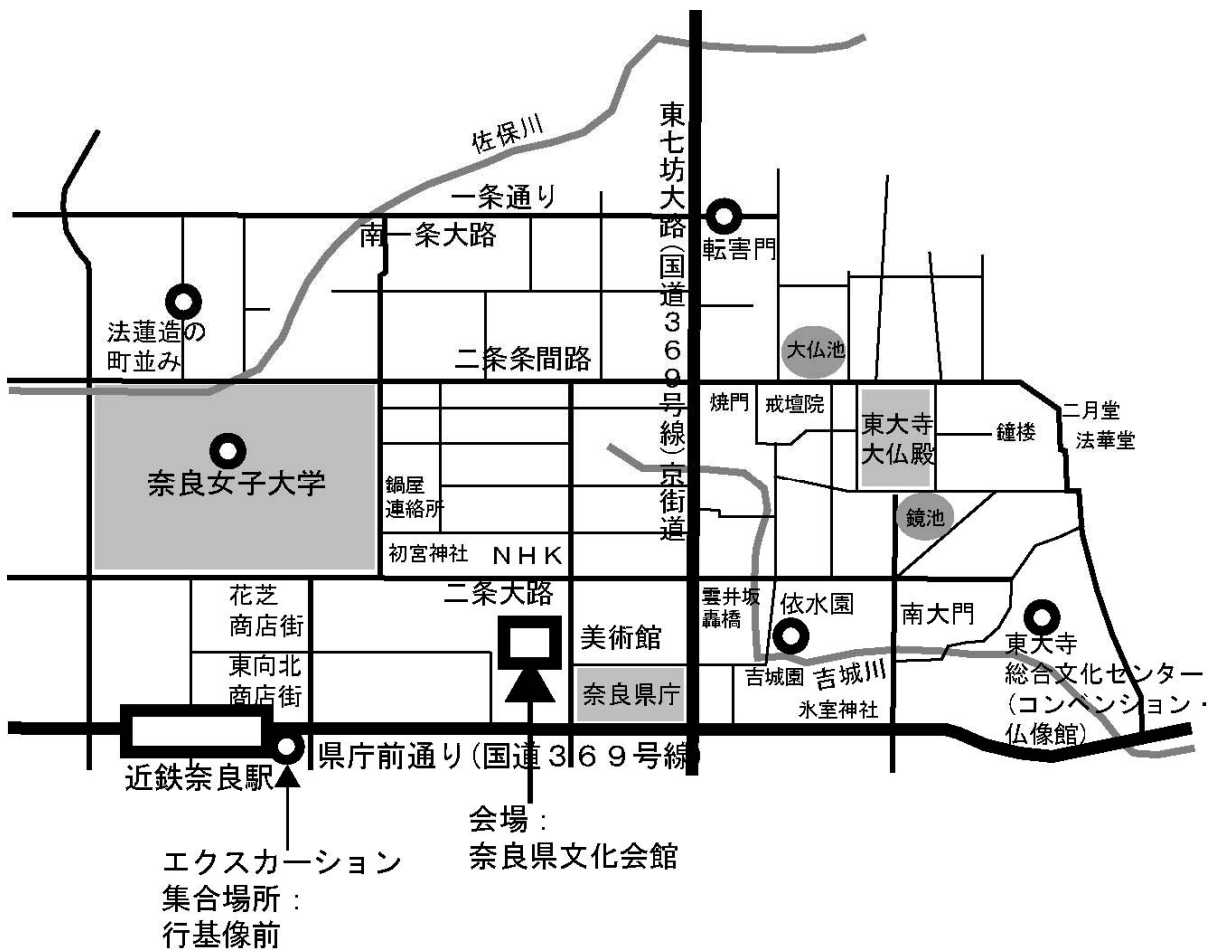 佐保川
一条通り
南一条大路
東七坊大路(国道369号線)京街道
転害門
法蓮造の
町並み
二条条間路
大仏池
焼門
戒壇院
東大寺
大仏殿
鐘楼
二月堂
法華堂
奈良女子大学
鍋屋
連絡所
鏡池
初宮神社
NHK
二条大路
花芝
商店街
雲井坂
轟橋
依水園
南大門
美術館
東大寺
総合文化センター
(コンベンション・
仏像館)
東向北
商店街
奈良県庁
吉城園
吉城川
氷室神社
県庁前通り(国道369号線)
近鉄奈良駅
会場：
奈良県文化会館
エクスカーション
集合場所：
行基像前